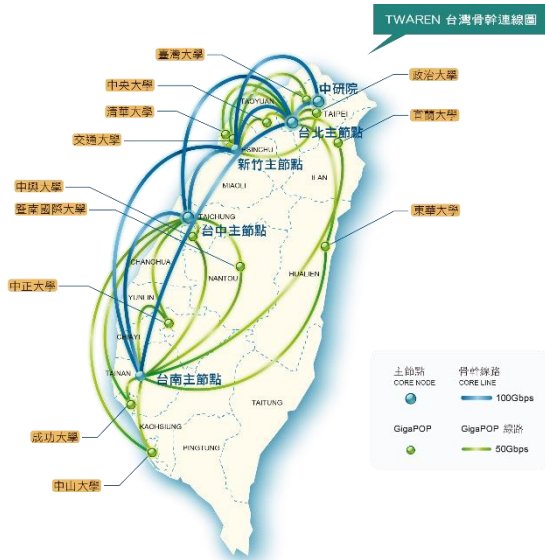 TWAREN 台灣骨幹連線圖
臺灣大學
中央大學
清華大學
交通大學
中研院
政治大學
宜蘭大學
TAOYUAN
TAIPEI
台北主節點
HSINCHU
新竹主節點
MIAOLI
ILAN
中興大學
暨南國際大學
東華大學
TAICHUNG
台中主節點
CHANGHUA
NANTOU
HUALIEN
中正大學
YUNLIN
CHIAYI
TAINAN
台南主節點
TAITUNG
KAOHSIUNG
成功大學
PINGTUNG
中山大學
主節點
CORE NODE
骨幹線路
CORE LINE
100Gbps
GigaPOP
GigaPOP 線路
50Gbps